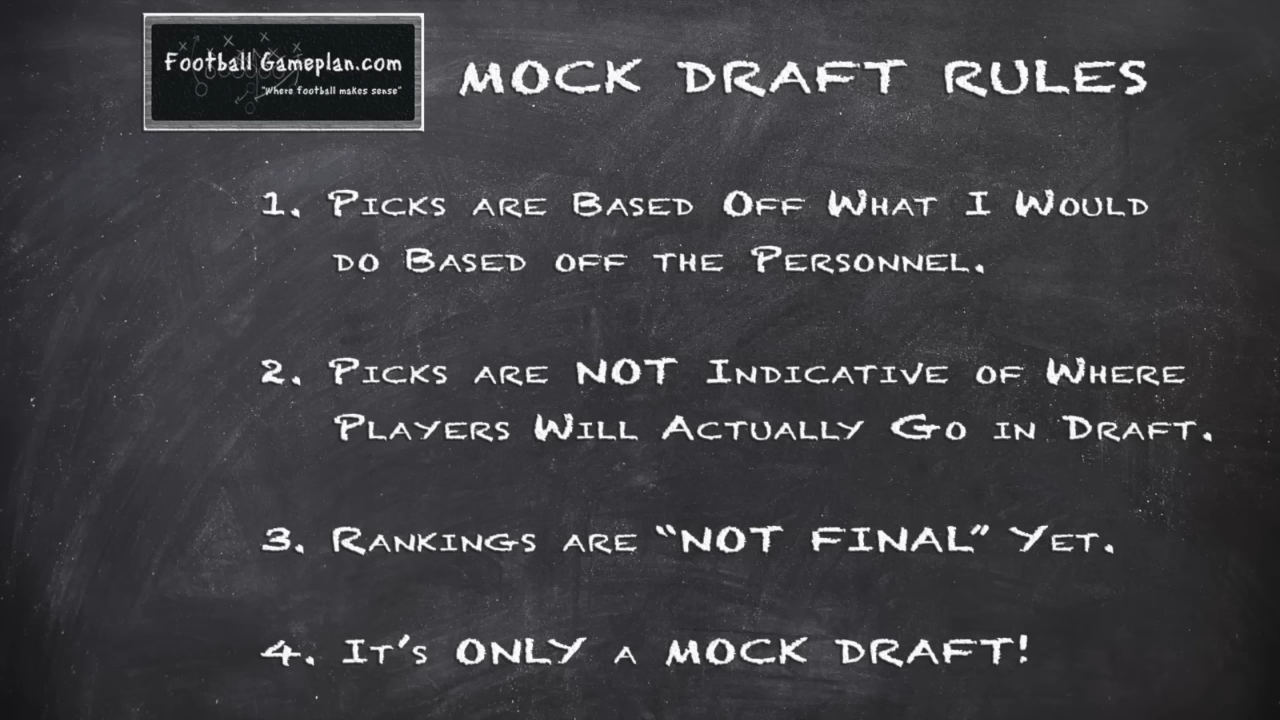 Football Gameplan.com
"Where football makes sense"
MOCK DRAFT RULES
1. PICKS ARE BASED OFF WHAT I WOULD
DO BASED OFF THE PERSONNEL.
2. PICKS ARE NOT INDICATIVE OF WHERE
PLAYERS WILL ACTUALLY GO IN DRAFT.
3. RANKINGS ARE “NOT FINAL” YET.
4. IT’S ONLY A MOCK DRAFT!